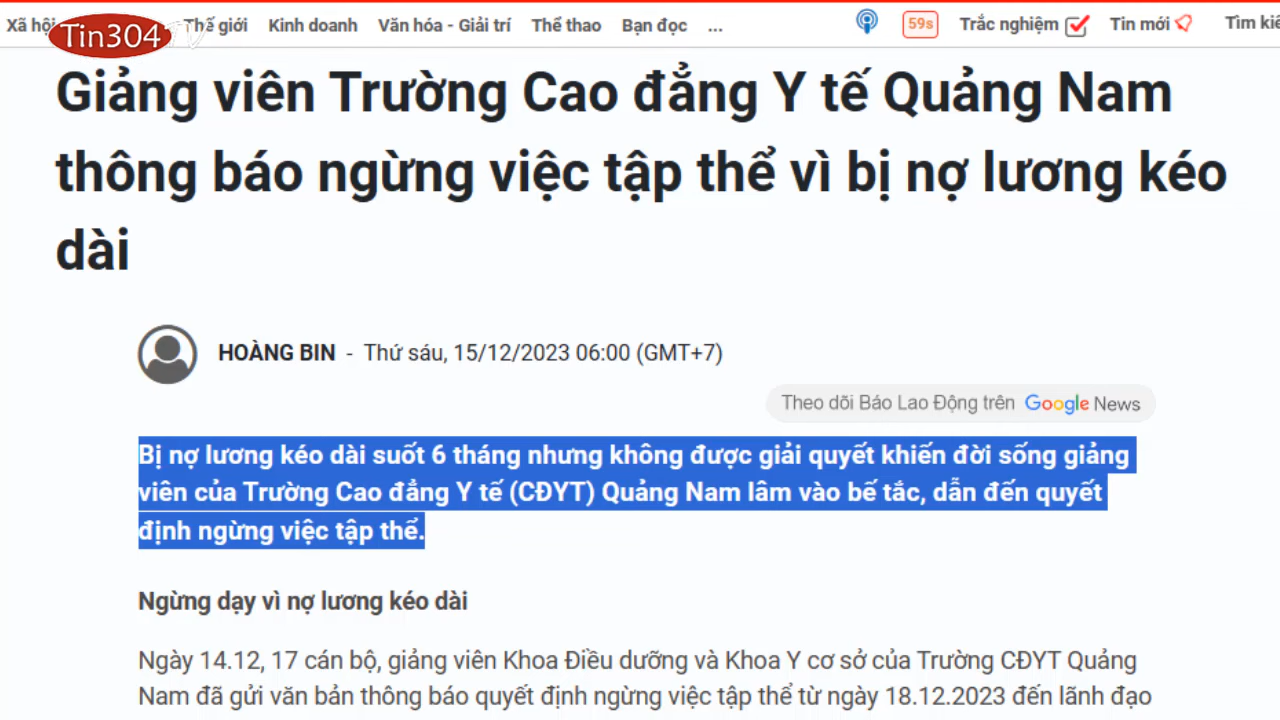 Xã hội Thế giới Kinh doanh Văn hóa - Giải trí Thể thao Bạn đọc ... 59s Trắc nghiệm Tin mới Tìm
Tin304TV
Giảng viên Trường Cao đẳng Y tế Quảng Nam
thông báo ngừng việc tập thể vì bị nợ lương kéo
dài
HOÀNG BIN - Thứ sáu, 15/12/2023 06:00 (GMT+7)
Theo dõi Báo Lao Động trên Google News
Bị nợ lương kéo dài suốt 6 tháng nhưng không được giải quyết khiến đời sống giảng
viên của Trường Cao đẳng Y tế (CĐYT) Quảng Nam lâm vào bế tắc, dẫn đến quyết
định ngừng việc tập thể.
Ngừng dạy vì nợ lương kéo dài
Ngày 14.12, 17 cán bộ, giảng viên Khoa Điều dưỡng và Khoa Y cơ sở của Trường CĐYT Quảng
Nam đã gửi văn bản thông báo quyết định ngừng việc tập thể từ ngày 18.12.2023 đến lãnh đạo